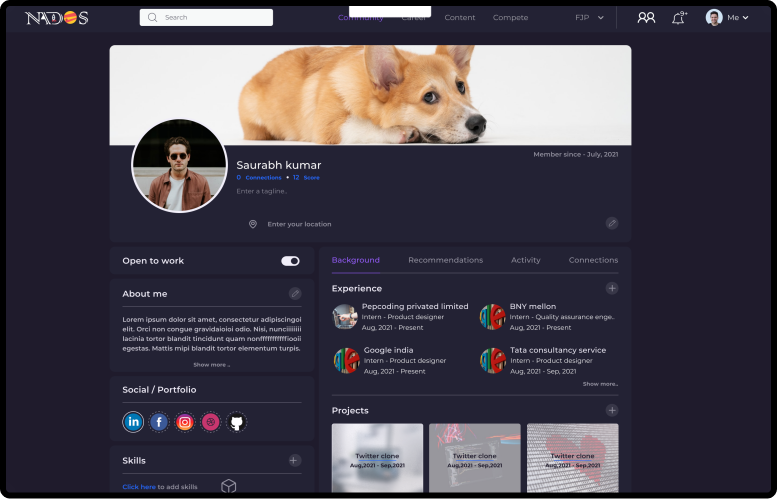 NADOS
Search
Community Career Content Compete
FJP
9+
Me
Member since - July, 2021
Saurabh kumar
0 Connections • 12 Score
Enter a tagline..
Enter your location
Open to work
About me
Lorem ipsum dolor sit amet, consectetur adipiscingoi
elit. Orci non congue gravidaioioi odio. Nisi, nunciiiiiii
lacinia tortor blandit tincidunt quam nonfffffffffffiooii
egestas. Mattis mipi blandit tortor elementum turpis.
Show more ..
Social / Portfolio
in f
Skills
Click here to add skills
Background Recommendations Activity Connections
Experience
Pepcoding privated limited
Intern - Product designer
Aug, 2021 - Present
BNY mellon
Intern - Quality assurance enge..
Aug, 2021 - Present
Google india
Intern - Product designer
Aug, 2021 - Present
Tata consultancy service
Intern - Product designer
Aug, 2021 - Sep, 2021
Show more..
Projects
Twitter clone
Aug,2021 - Sep,2021
Twitter clone
Aug,2021 - Sep,2021
Twitter clone
Aug,2021 - Sep,2021